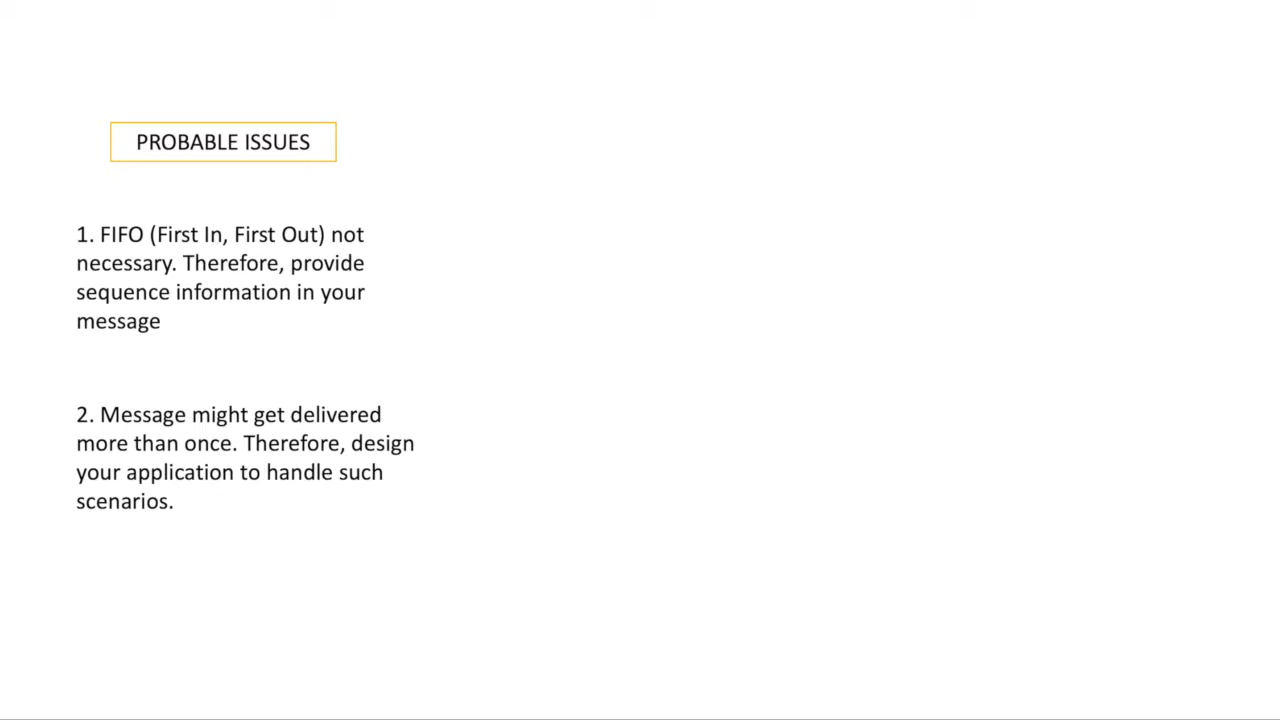 PROBABLE ISSUES
1. FIFO (First In, First Out) not
necessary. Therefore, provide
sequence information in your
message
2. Message might get delivered
more than once. Therefore, design
your application to handle such
scenarios.